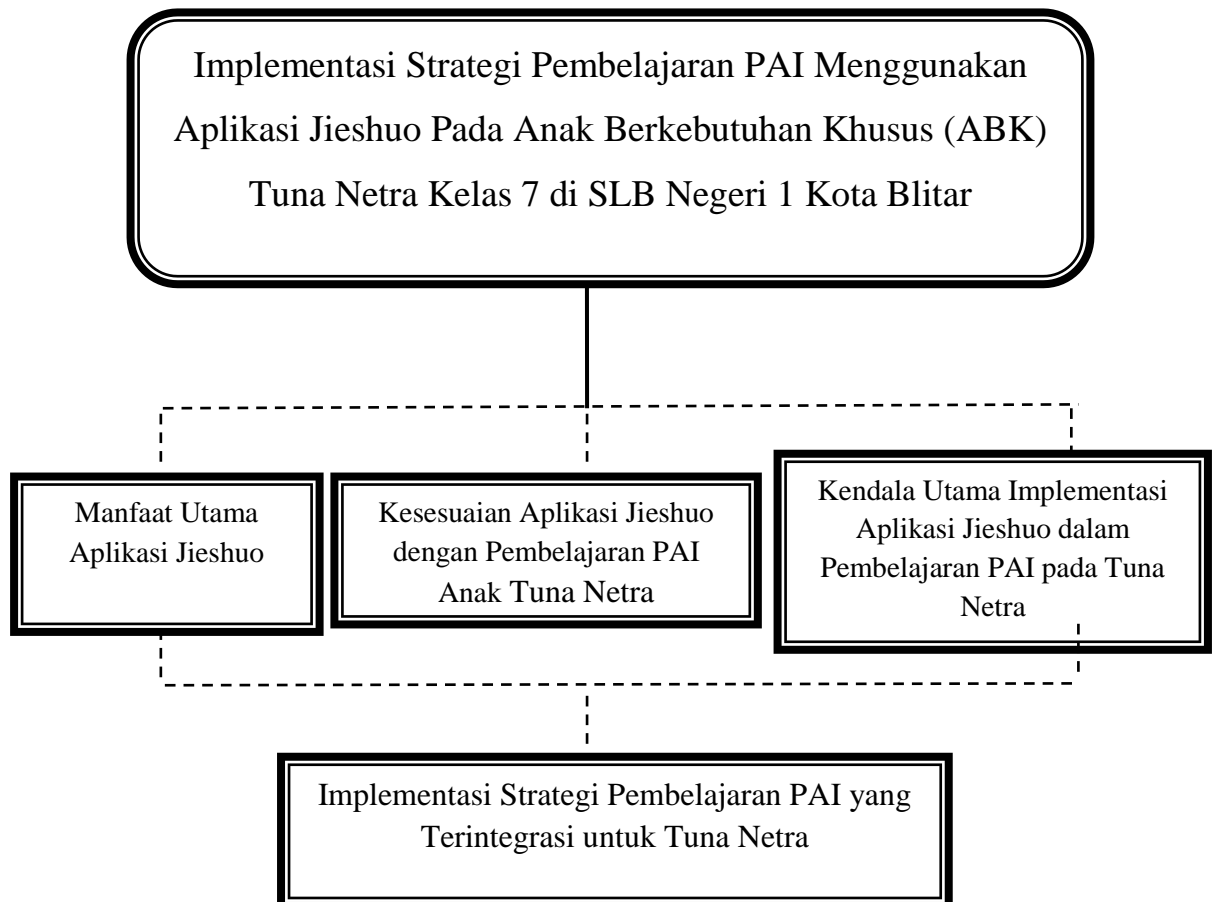 Implementasi Strategi Pembelajaran PAI Menggunakan
Aplikasi Jieshuo Pada Anak Berkebutuhan Khusus (ABK)
Tuna Netra Kelas 7 di SLB Negeri 1 Kota Blitar
Manfaat Utama
Aplikasi Jieshuo
Kesesuaian Aplikasi Jieshuo
dengan Pembelajaran PAI
Anak Tuna Netra
Kendala Utama Implementasi
Aplikasi Jieshuo dalam
Pembelajaran PAI pada Tuna
Netra
Implementasi Strategi Pembelajaran PAI yang
Terintegrasi untuk Tuna Netra